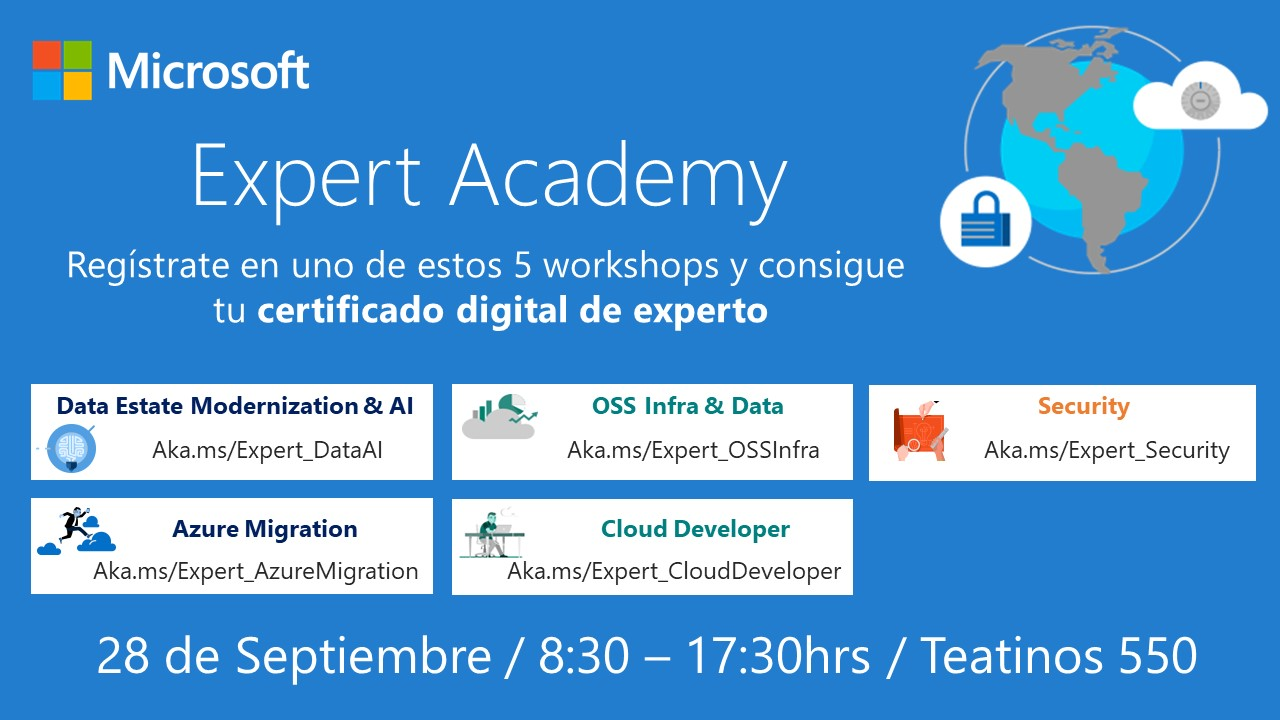 Microsoft
Expert Academy
Regístrate en uno de estos 5 workshops y consigue
tu certificado digital de experto
Data Estate Modernization & AI
Aka.ms/Expert_DataAI
OSS Infra & Data
Aka.ms/Expert_OSSInfra
Security
Aka.ms/Expert_Security
Azure Migration
Aka.ms/Expert_AzureMigration
Cloud Developer
Aka.ms/Expert_CloudDeveloper
28 de Septiembre / 8:30 – 17:30hrs / Teatinos 550